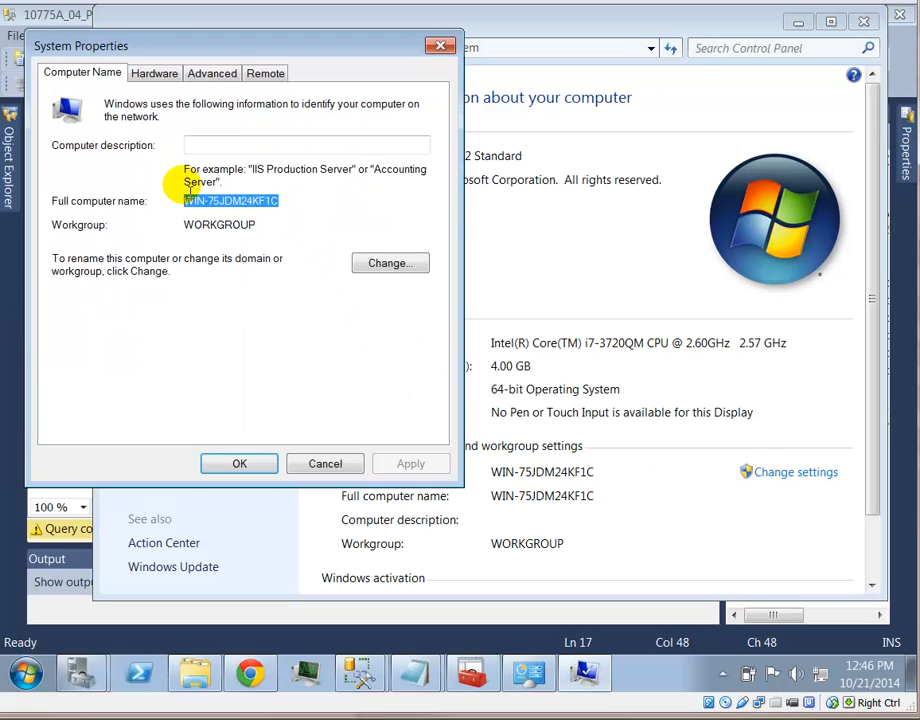 10775A_04_P
File
System Properties
em
Search Control Panel
Computer Name
Hardware
Advanced
Remote
on about your computer
Windows uses the following information to identify your computer on
the network.
Computer description:
For example: "IIS Production Server" or "Accounting
Server".
2 Standard
osoft Corporation. All rights reserved.
Full computer name:
WIN-75JDM24KF1C
Workgroup:
WORKGROUP
To rename this computer or change its domain or
workgroup, click Change.
Change...
Object Explorer
Properties
Intel(R) Core(TM) i7-3720QM CPU @ 2.60GHz 2.57 GHz
):
4.00 GB
64-bit Operating System
No Pen or Touch Input is available for this Display
nd workgroup settings
OK
Cancel
Apply
WIN-75JDM24KF1C
Change settings
Full computer name:
WIN-75JDM24KF1C
Computer description:
Workgroup:
WORKGROUP
Windows activation
See also
Action Center
Windows Update
100 %
Query co
Output
Show outpu
Ready
Ln 17
Col 48
Ch 48
INS
12:46 PM
10/21/2014
Right Ctrl